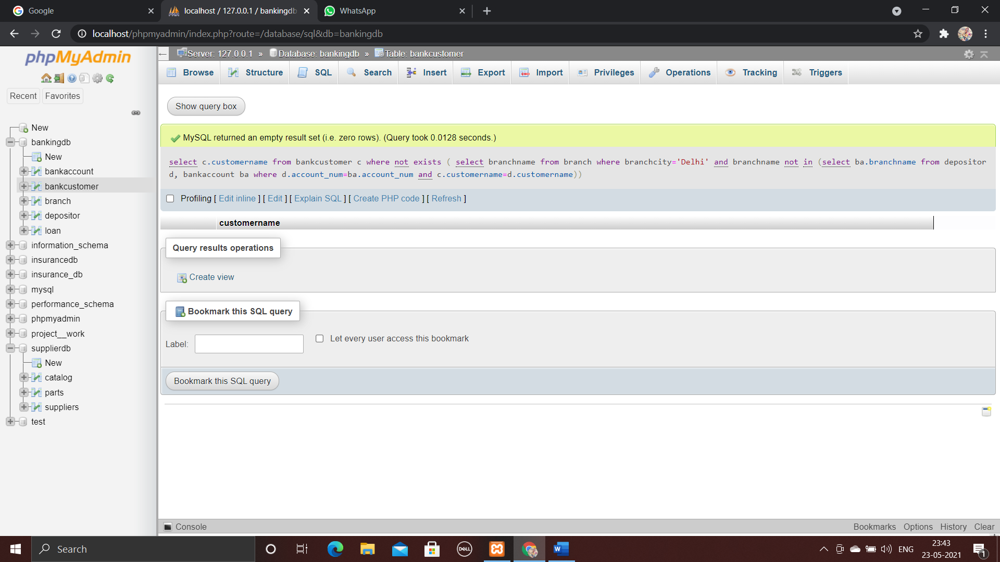 Google
localhost / 127.0.0.1 / bankingdb
WhatsApp
localhost/phpmyadmin/index.php?route=/database/sql&db=bankingdb
phpMyAdmin
Recent
Favorites
New
bankingdb
New
bankaccount
bankcustomer
branch
depositor
loan
information_schema
insurancedb
insurance_db
mysql
performance_schema
phpmyadmin
project__work
supplierdb
New
catalog
parts
suppliers
test
Server: 127.0.0.1 » Database: bankingdb » Table: bankcustomer
Browse Structure SQL Search Insert Export Import Privileges Operations Tracking Triggers
Show query box
MySQL returned an empty result set (i.e. zero rows). (Query took 0.0128 seconds.)
select c.customername from bankcustomer c where not exists ( select branchname from branch where branchcity='Delhi' and branchname not in (select ba.branchname from depositor
d, bankaccount ba where d.account_num=ba.account_num and c.customername=d.customername))
Profiling [ Edit inline ] [ Edit ] [ Explain SQL ] [ Create PHP code ] [ Refresh ]
customername
Query results operations
Create view
Bookmark this SQL query
Label:
Let every user access this bookmark
Bookmark this SQL query
Console
Bookmarks Options History Clear
Search
DELL
W
ENG
23:43
23-05-2021
1